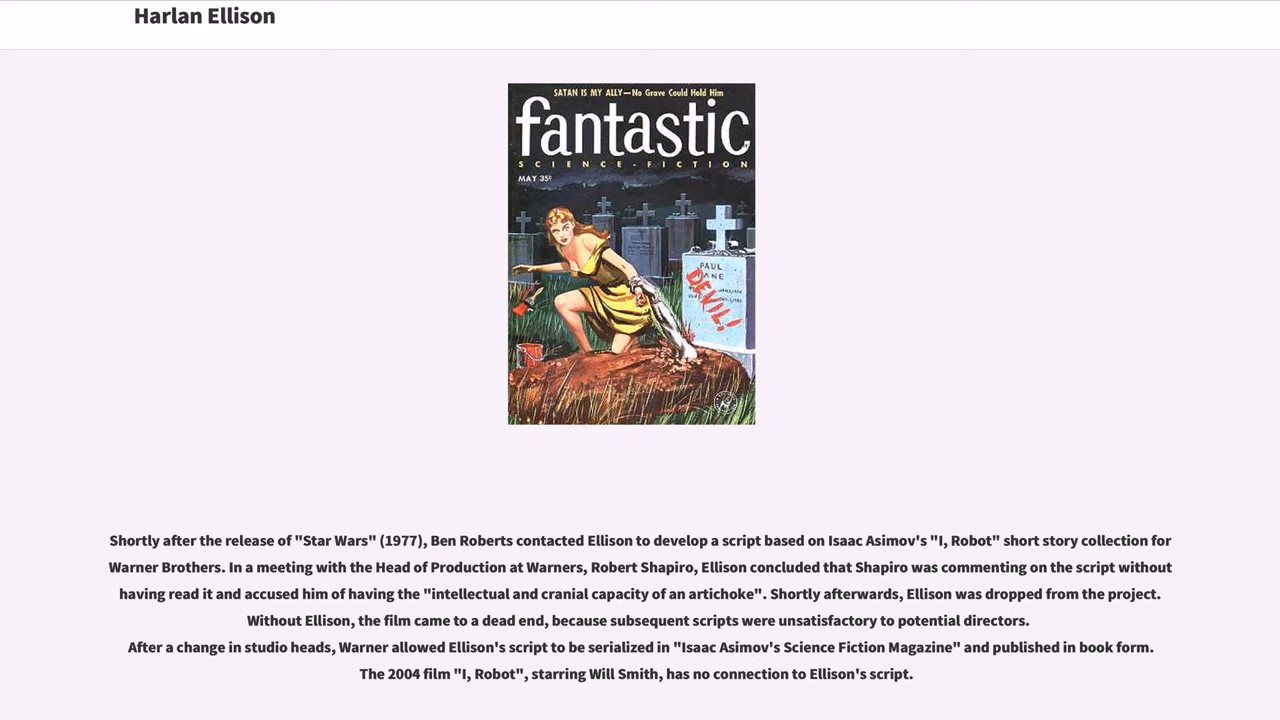 Harlan Ellison
SATAN IS MY ALLY—No Grave Could Hold Him
fantastic
SCIENCE-FICTION
MAY 35¢
PAUL
DEVIL!
Shortly after the release of "Star Wars" (1977), Ben Roberts contacted Ellison to develop a script based on Isaac Asimov's "I, Robot" short story collection for
Warner Brothers. In a meeting with the Head of Production at Warners, Robert Shapiro, Ellison concluded that Shapiro was commenting on the script without
having read it and accused him of having the "intellectual and cranial capacity of an artichoke". Shortly afterwards, Ellison was dropped from the project.
Without Ellison, the film came to a dead end, because subsequent scripts were unsatisfactory to potential directors.
After a change in studio heads, Warner allowed Ellison's script to be serialized in "Isaac Asimov's Science Fiction Magazine" and published in book form.
The 2004 film "I, Robot", starring Will Smith, has no connection to Ellison's script.